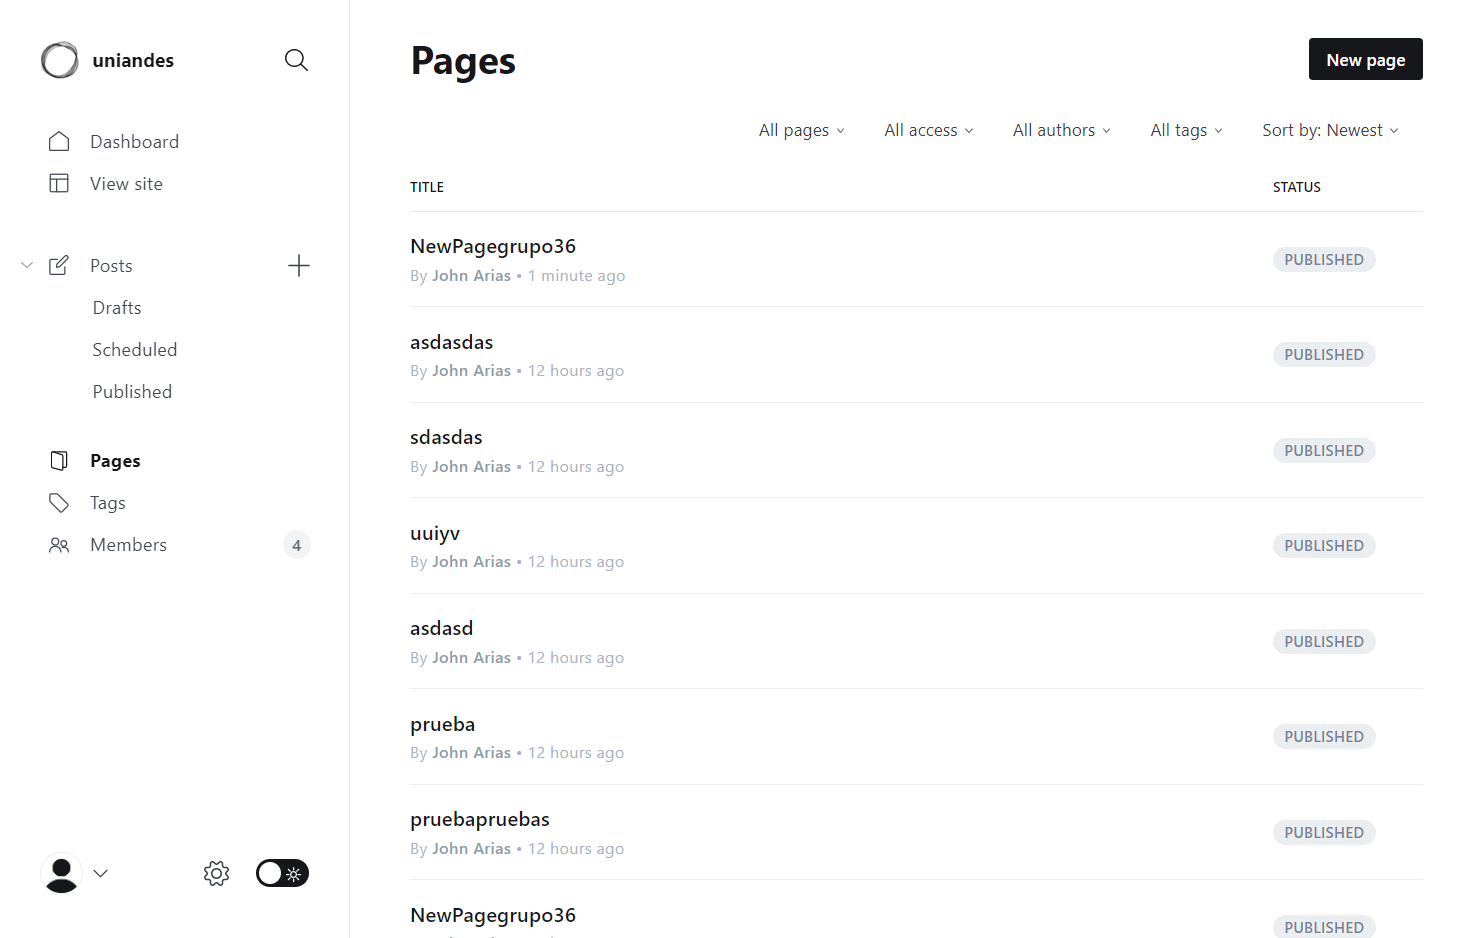 uniandes
Dashboard
View site
Posts
Drafts
Scheduled
Published
Pages
Tags
Members
4
Pages
New page
All pages
All access
All authors
All tags
Sort by: Newest
TITLE
STATUS
NewPagegrupo36
By John Arias • 1 minute ago
PUBLISHED
asdasdas
By John Arias • 12 hours ago
PUBLISHED
sdasdas
By John Arias • 12 hours ago
PUBLISHED
uuiyv
By John Arias • 12 hours ago
PUBLISHED
asdasd
By John Arias • 12 hours ago
PUBLISHED
prueba
By John Arias • 12 hours ago
PUBLISHED
pruebapruebas
By John Arias • 12 hours ago
PUBLISHED
NewPagegrupo36
PUBLISHED